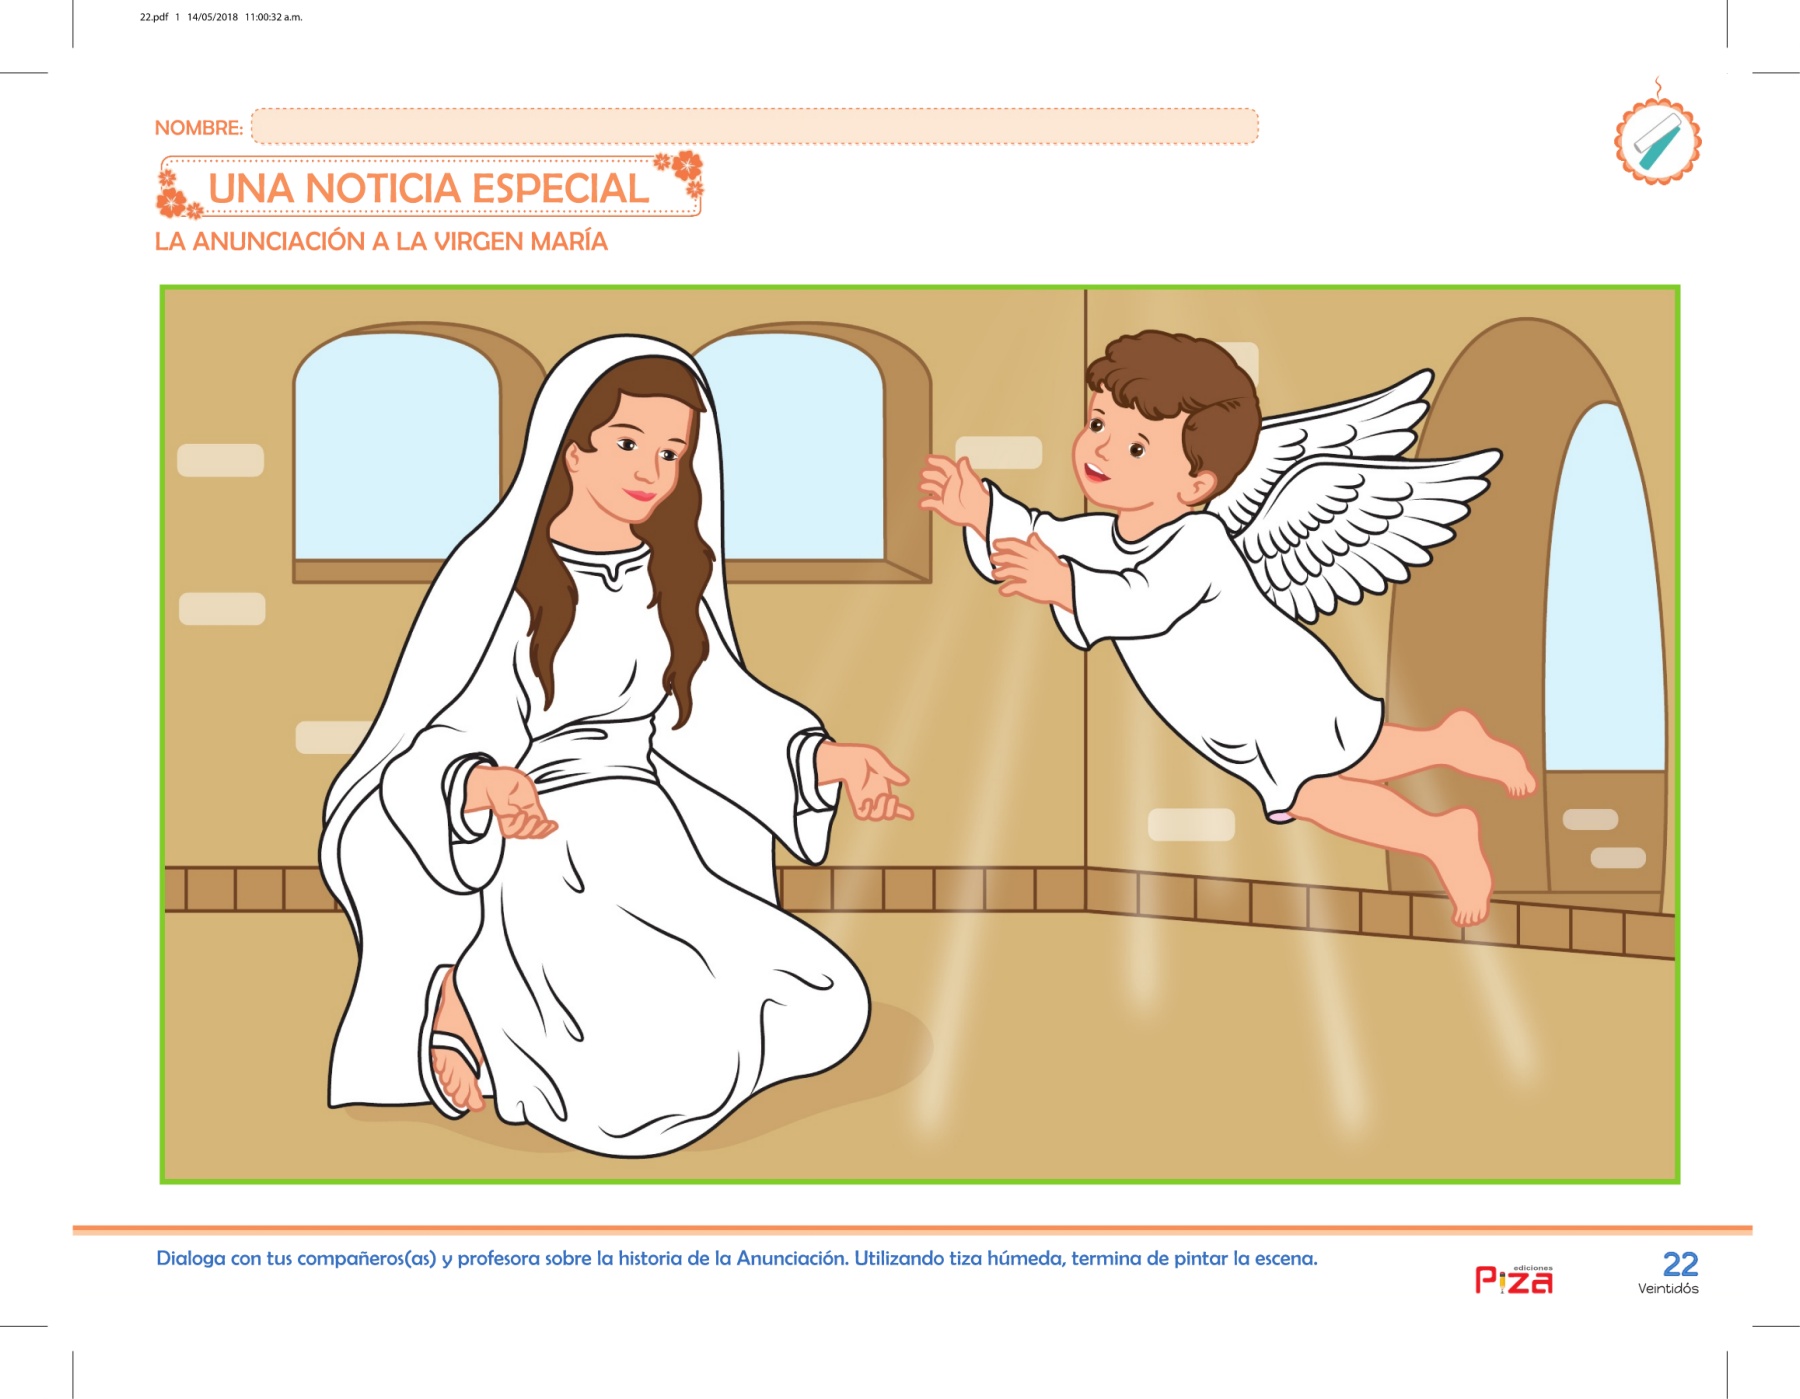 22.pdf 1 14/05/2018 11:00:32 a.m.
NOMBRE:
UNA NOTICIA ESPECIAL
LA ANUNCIACIÓN A LA VIRGEN MARÍA
Dialoga con tus compañeros(as) y profesora sobre la historia de la Anunciación. Utilizando tiza húmeda, termina de pintar la escena.
ediciones
Piza
22
Veintidós